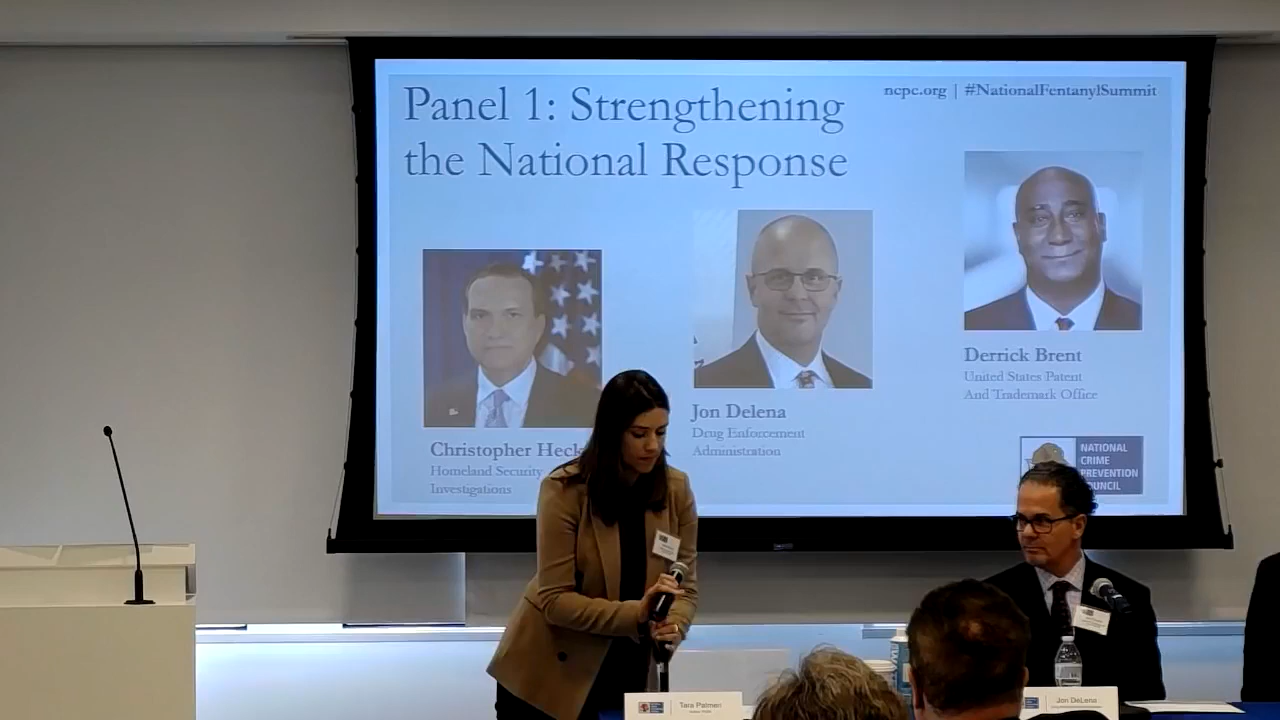 Panel 1: Strengthening
the National Response
ncpc.org | #NationalFentanylSummit
Christopher Heck
Homeland Security
Investigations
Jon Delena
Drug Enforcement
Administration
Derrick Brent
United States Patent
And Trademark Office
NATIONAL
CRIME
PREVENTION
COUNCIL
Tara Palmeri
Jon DeLena